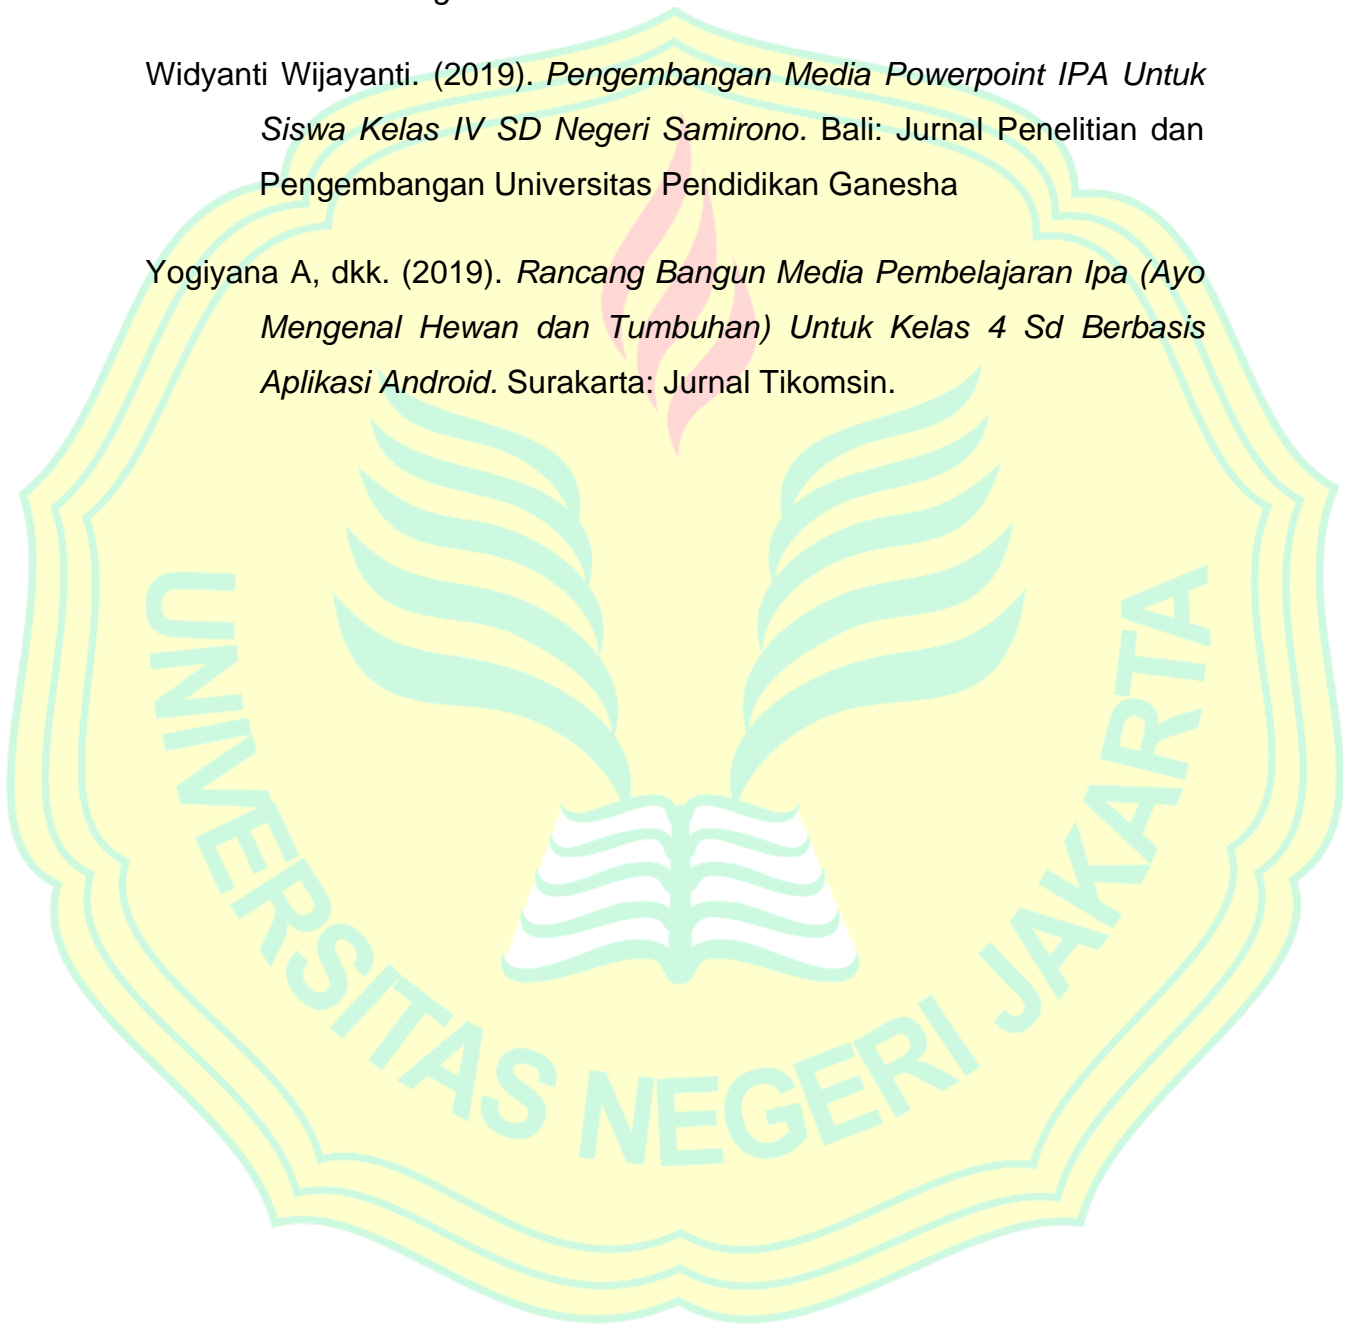 Widyanti Wijayanti. (2019). Pengembangan Media Powerpoint IPA Untuk
Siswa Kelas IV SD Negeri Samirono. Bali: Jurnal Penelitian dan
Pengembangan Universitas Pendidikan Ganesha
Yogiyana A, dkk. (2019). Rancang Bangun Media Pembelajaran Ipa (Ayo
Mengenal Hewan dan Tumbuhan) Untuk Kelas 4 Sd Berbasis
Aplikasi Android. Surakarta: Jurnal Tikomsin.
UNIVERSITAS NEGERI JAKARTA